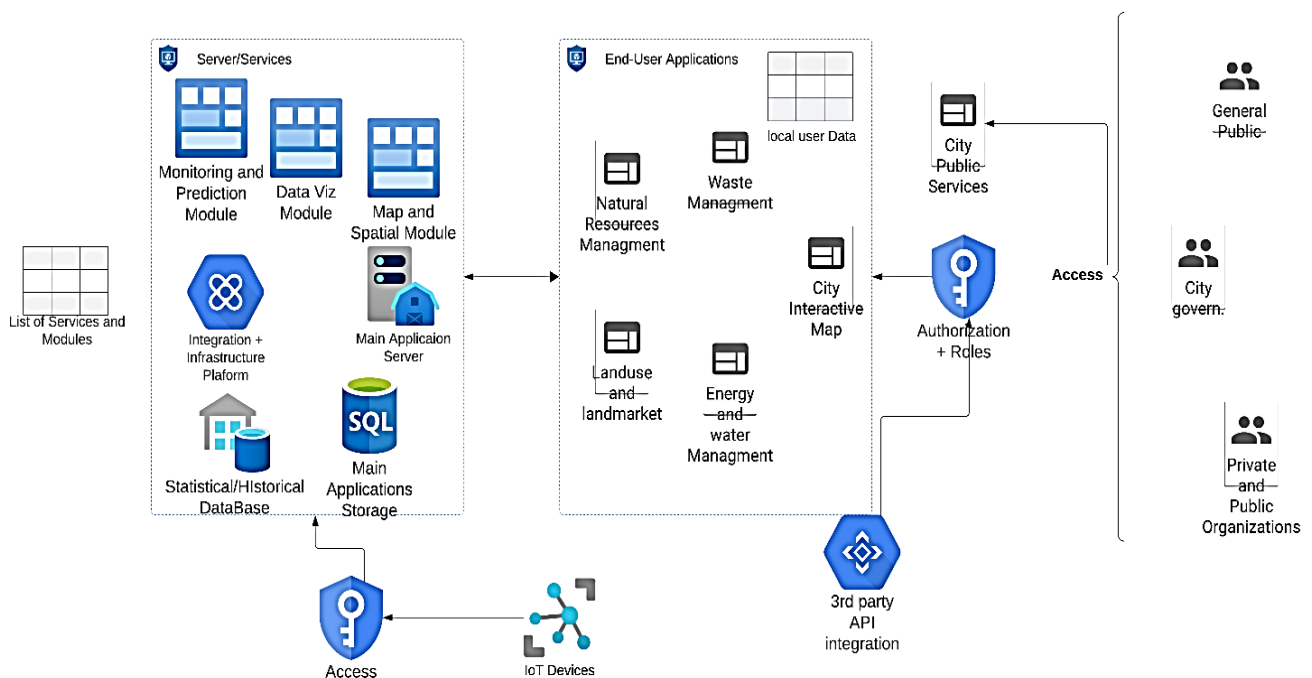 Server/Services
Monitoring and
Prediction
Module
Data Viz
Module
Map and
Spatial Module
Integration +
Infrastructure
Plaform
Main Applicaion
Server
SQL
Statistical/HIstorical
DataBase
Main
Applications
Storage
List of Services and
Modules
End-User Applications
local user Data
Natural
Resources
Managment
Waste
Managment
City
Interactive
Map
Landuse
and
landmarket
Energy
and
water
Managment
City
Public
Services
Authorization
+ Roles
Access
General
Public
City
govern.
Private
and
Public
Organizations
3rd party
API
integration
Access
IoT Devices